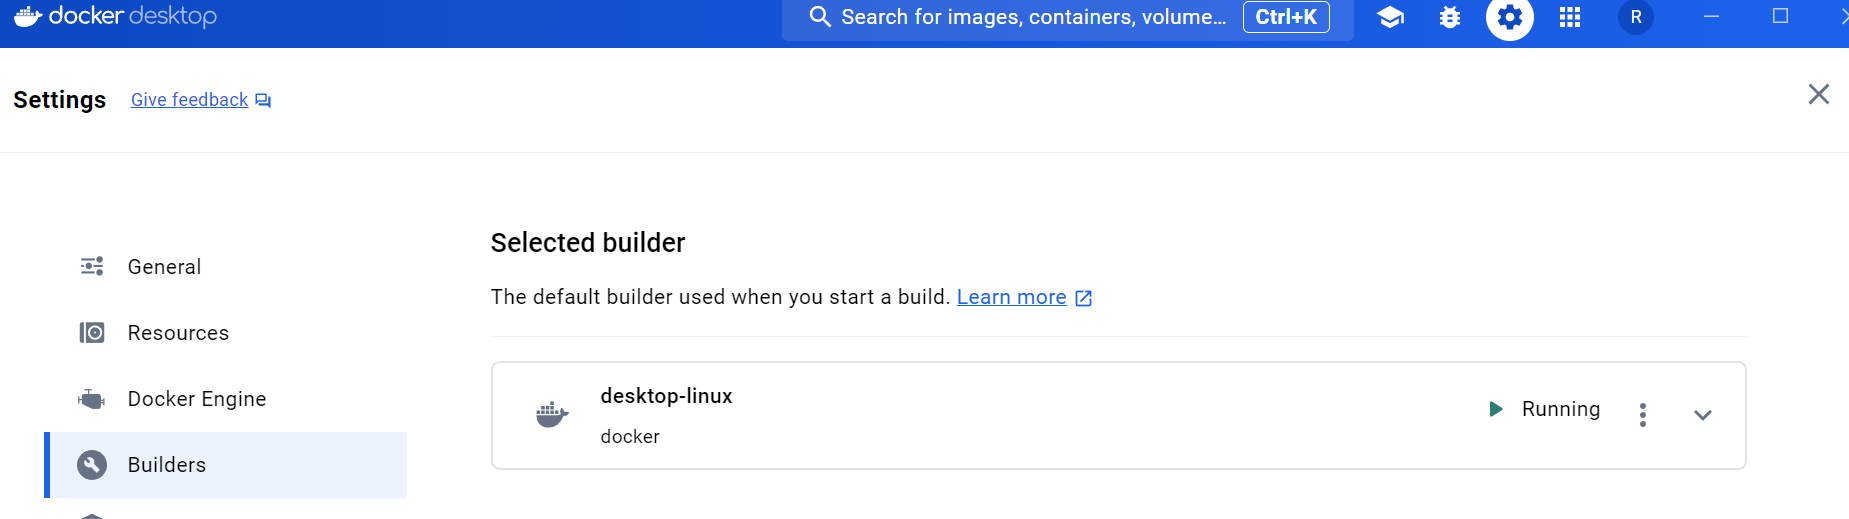 docker desktop
Search for images, containers, volume... Ctrl+K
R
Settings Give feedback
General
Resources
Docker Engine
Builders
Selected builder
The default builder used when you start a build. Learn more
desktop-linux
docker
Running